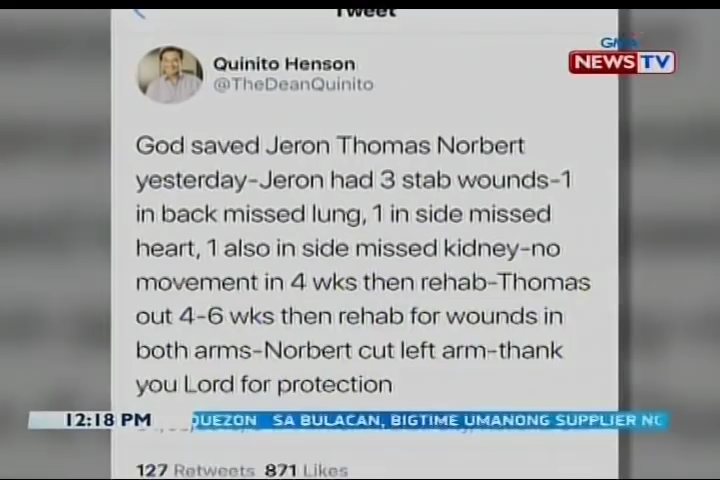 Tweet
GMA
NEWS TV
Quinito Henson
@TheDeanQuinito
God saved Jeron Thomas Norbert
yesterday-Jeron had 3 stab wounds-1
in back missed lung, 1 in side missed
heart, 1 also in side missed kidney-no
movement in 4 wks then rehab-Thomas
out 4-6 wks then rehab for wounds in
both arms-Norbert cut left arm-thank
you Lord for protection
12:18 PM
QUEZON SA BULACAN, BIGTIME UMANONG SUPPLIER NG
127 Retweets 871 Likes